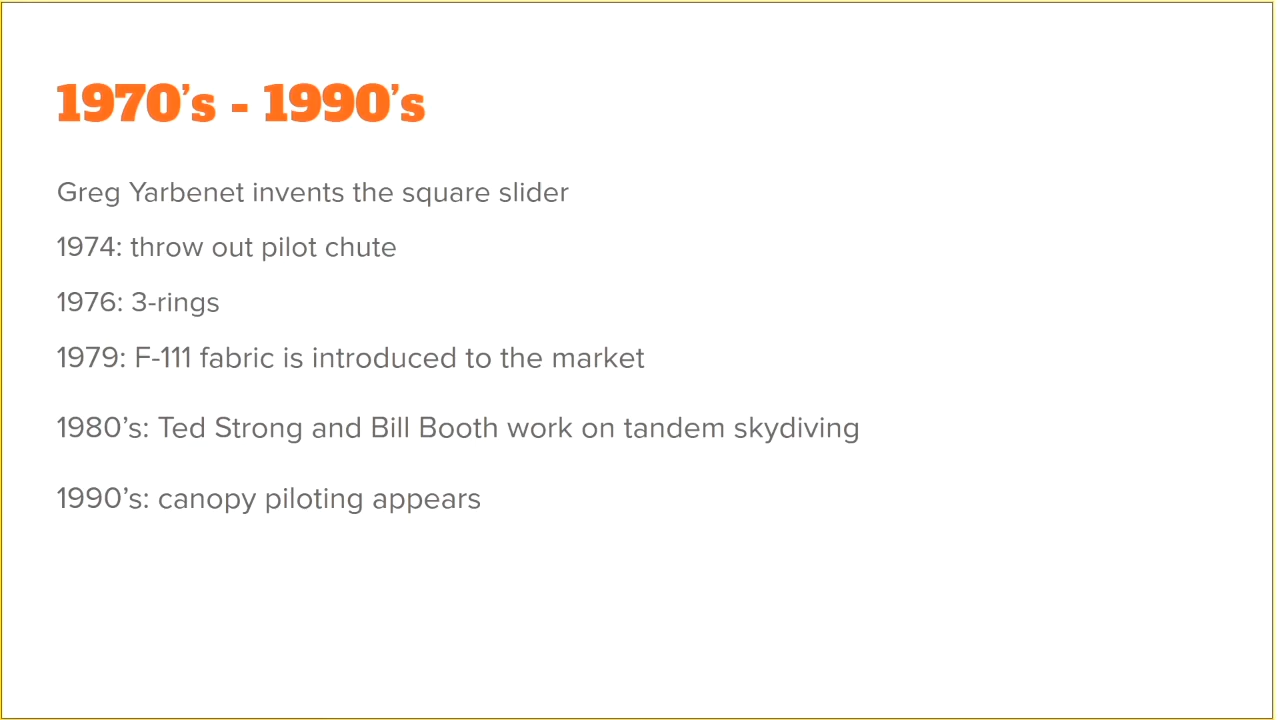 1970’s - 1990’s
Greg Yarbenet invents the square slider
1974: throw out pilot chute
1976: 3-rings
1979: F-111 fabric is introduced to the market
1980’s: Ted Strong and Bill Booth work on tandem skydiving
1990’s: canopy piloting appears